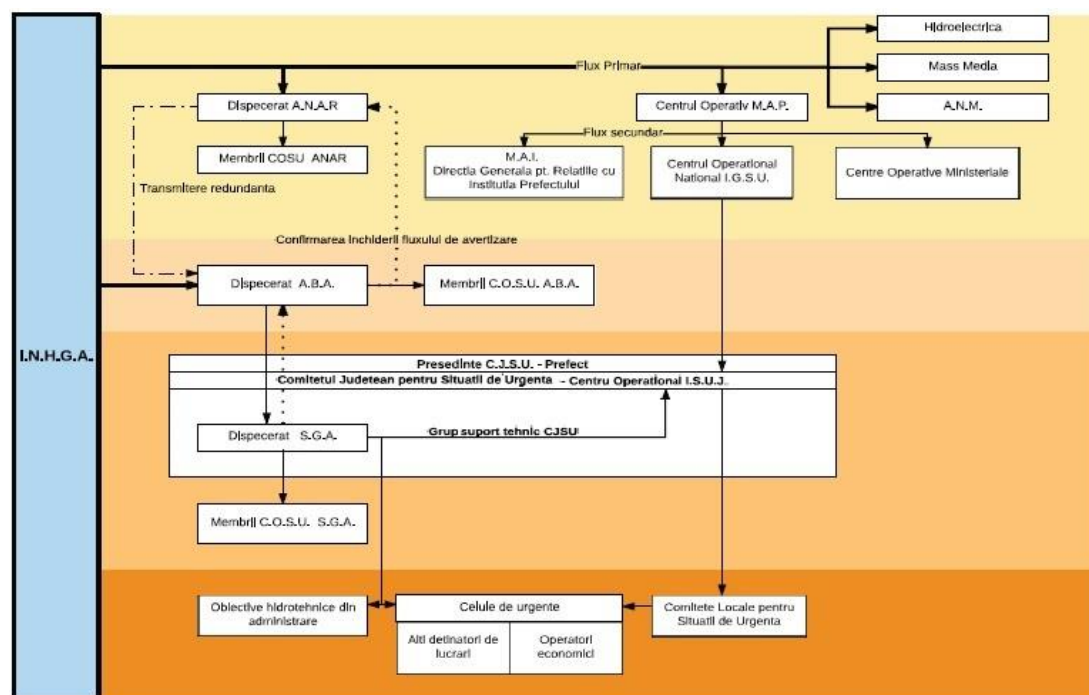 Hidroelectrica
Flux Primar
Mass Media
Dispecerat A.N.A.R
Centrul Operativ M.A.P.
A.N.M.
Flux secundar
Membrii COSU ANAR
M.A.I.
Directia Generala pt. Relatiile cu
Institutia Prefectului
Centrul Operational
National I.G.S.U.
Centre Operative Ministeriale
Transmitere redundanta
Confirmarea inchiderii fluxului de avertizare
Dispecerat A.B.A.
Membrii C.O.S.U. A.B.A.
I.N.H.G.A.
Presedinte C.J.S.U. - Prefect
Comitetul Judetean pentru Situatii de Urgenta - Centru Operational I.S.U.J.
Dispecerat S.G.A.
Grup suport tehnic CJSU
Membrii C.O.S.U. S.G.A.
Obiective hidrotehnice din
administrare
Celule de urgente
Comitete Locale pentru
Situatii de Urgenta
Alti detinatori de
lucrari
Operatori
economici